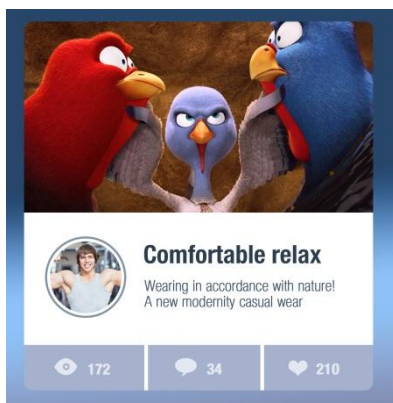 Comfortable relax
Wearing in accordance with nature!
A new modernity casual wear
172
34
210